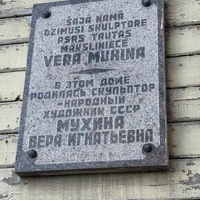 ŠAJĀ NAMĀ
DZIMUSI SKULPTORE
PSRS TAUTAS
MĀKSLINIECE
VERA MUHINA
В ЭТОМ ДОМЕ
РОДИЛАСЬ СКУЛЬПТОР
-НАРОДНЫЙ
ХУДОЖНИК СССР
МУХИНА
ВЕРА ИГНАТЬЕВНА